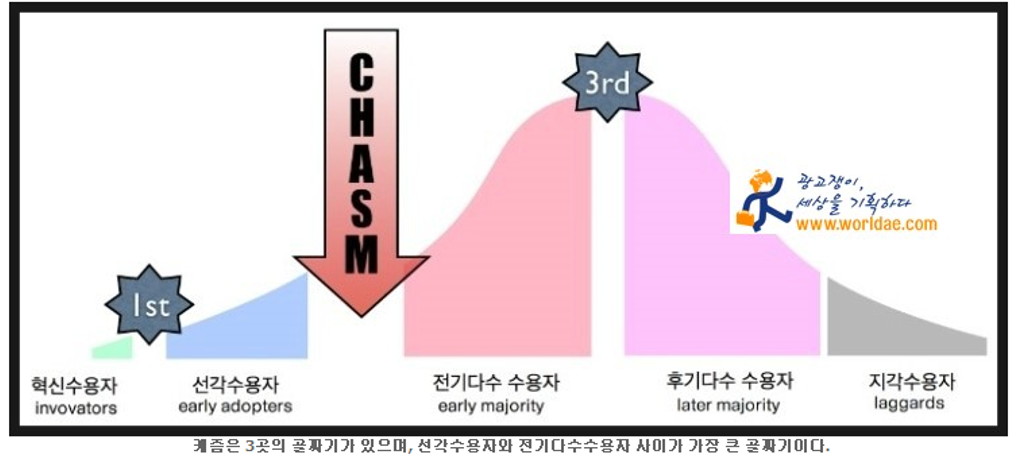 CHASM
3rd
광고쟁이,
세상을 기획하다
www.worldae.com
1st
혁신수용자
invovators
선각수용자
early adopters
전기다수 수용자
early majority
후기다수 수용자
later majority
지각수용자
laggards
캐즘은 3곳의 골짜기가 있으며, 선각수용자와 전기다수수용자 사이가 가장 큰 골짜기이다.